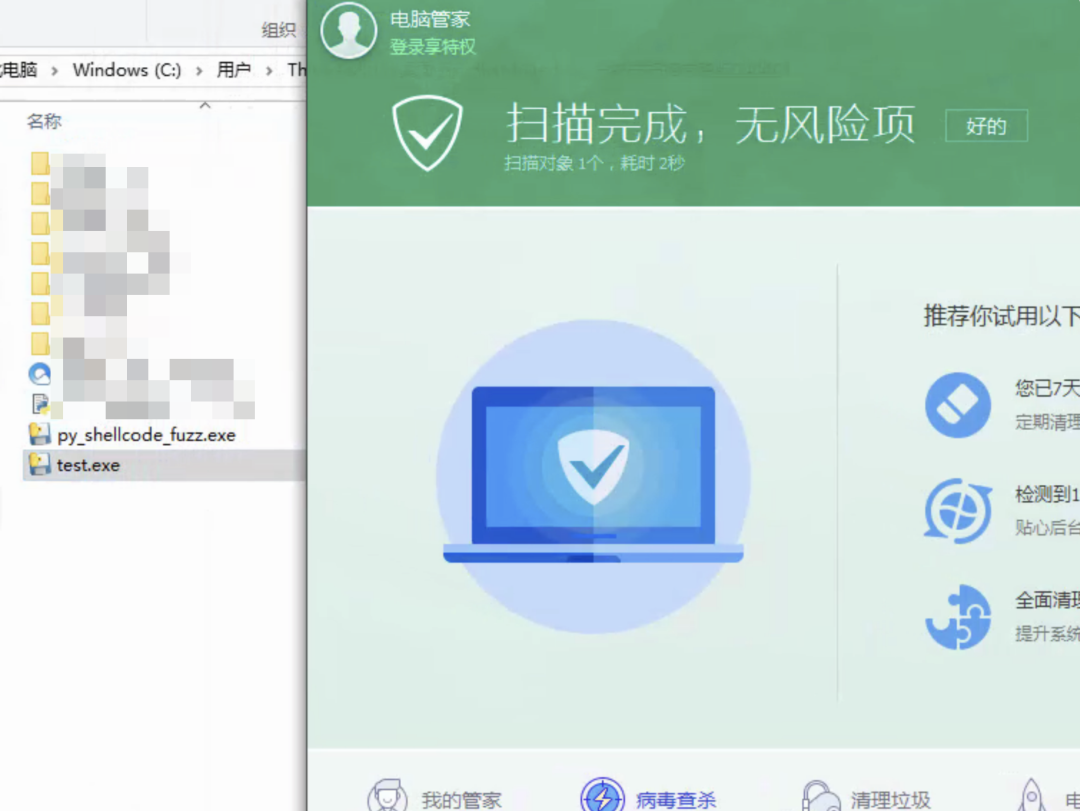 组织
电脑 › Windows (C:) › 用户 › Th
名称
py_shellcode_fuzz.exe
test.exe
电脑管家
登录享特权
扫描完成，无风险项
好的
扫描对象1个，耗时2秒
推荐你试用以下
您已7天
定期清理
检测到1
贴心后台
全面清理
提升系统
我的管家
病毒查杀
清理垃圾
电